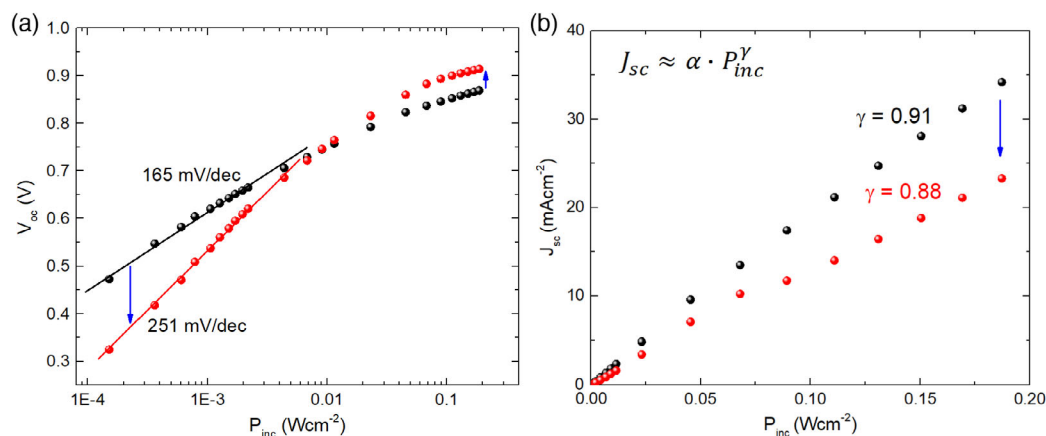 (a)
1.0
0.9
0.8
0.7
0.6
0.5
0.4
0.3
V_oc (V)
165 mV/dec
251 mV/dec
1E-4 1E-3 0.01 0.1
P_inc (Wcm^-2)
(b)
40
30
20
10
0
J_sc (mAcm^-2)
J_sc ≈ α · P_inc^γ
γ = 0.91
γ = 0.88
0.00 0.05 0.10 0.15 0.20
P_inc (Wcm^-2)